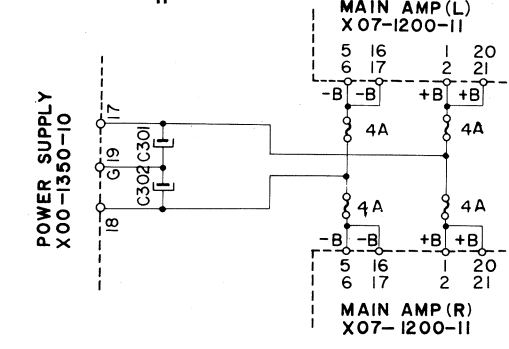 MAIN AMP (L)
X07-1200-11
5 16 1 20
6 17 2 21
-B -B +B +B
4A 4A
POWER SUPPLY
X00-1350-10
17
C301
G 19
C302
18
4A 4A
-B -B +B +B
5 16 1 20
6 17 2 21
MAIN AMP (R)
X07-1200-11